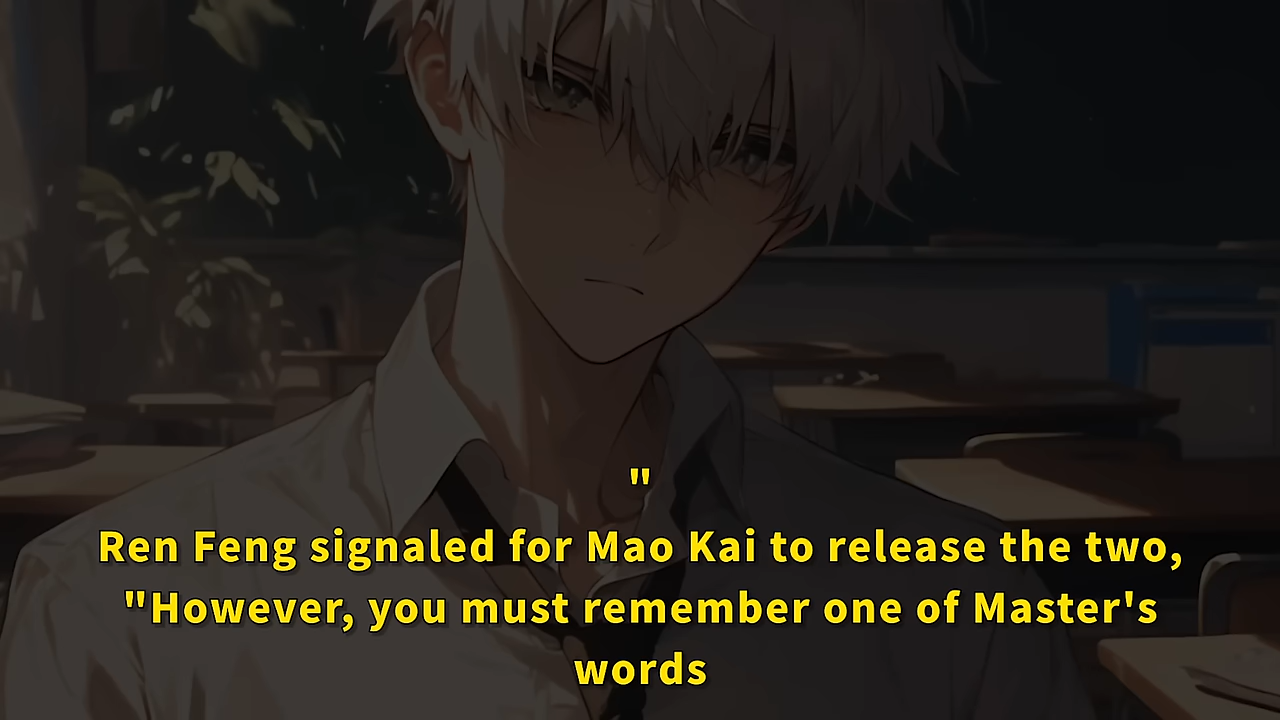 "
Ren Feng signaled for Mao Kai to release the two,
"However, you must remember one of Master's
words